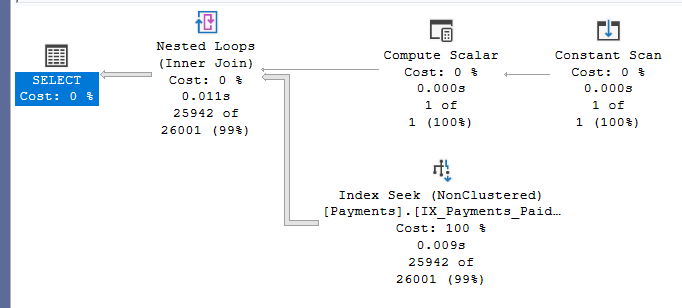 Nested Loops
(Inner Join)
Cost: 0 %
0.011s
25942 of
26001 (99%)
Compute Scalar
Cost: 0 %
0.000s
1 of
1 (100%)
Constant Scan
Cost: 0 %
0.000s
1 of
1 (100%)
SELECT
Cost: 0 %
Index Seek (NonClustered)
[Payments].[IX_Payments_Paid…
Cost: 100 %
0.009s
25942 of
26001 (99%)